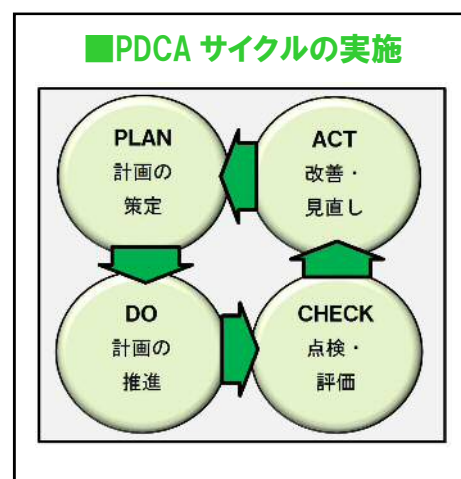 ■PDCA サイクルの実施
PLAN
計画の
策定
ACT
改善・
見直し
DO
計画の
推進
CHECK
点検・
評価